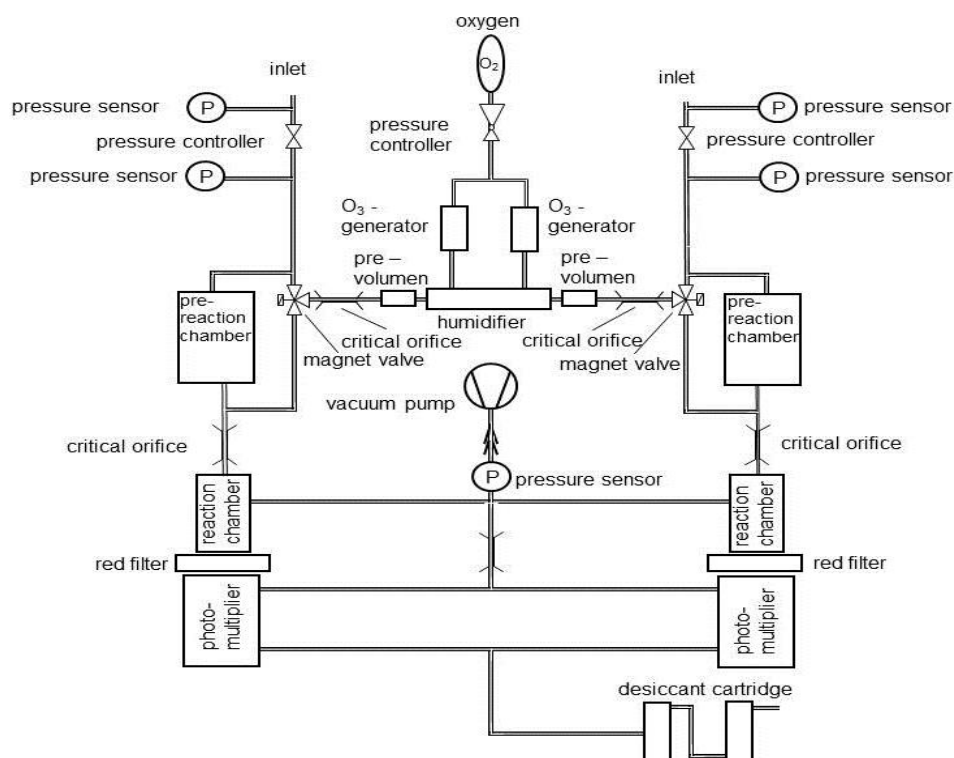 oxygen
O2
inlet
inlet
pressure sensor
P
P
pressure sensor
pressure controller
pressure
controller
pressure controller
pressure sensor
P
P
pressure sensor
O3 -
generator
O3 -
generator
pre –
volumen
pre –
volumen
pre-
reaction
chamber
humidifier
pre-
reaction
chamber
critical orifice
magnet valve
critical orifice
magnet valve
vacuum pump
critical orifice
critical orifice
P
pressure sensor
reaction
chamber
reaction
chamber
red filter
red filter
photo-
multiplier
photo-
multiplier
desiccant cartridge